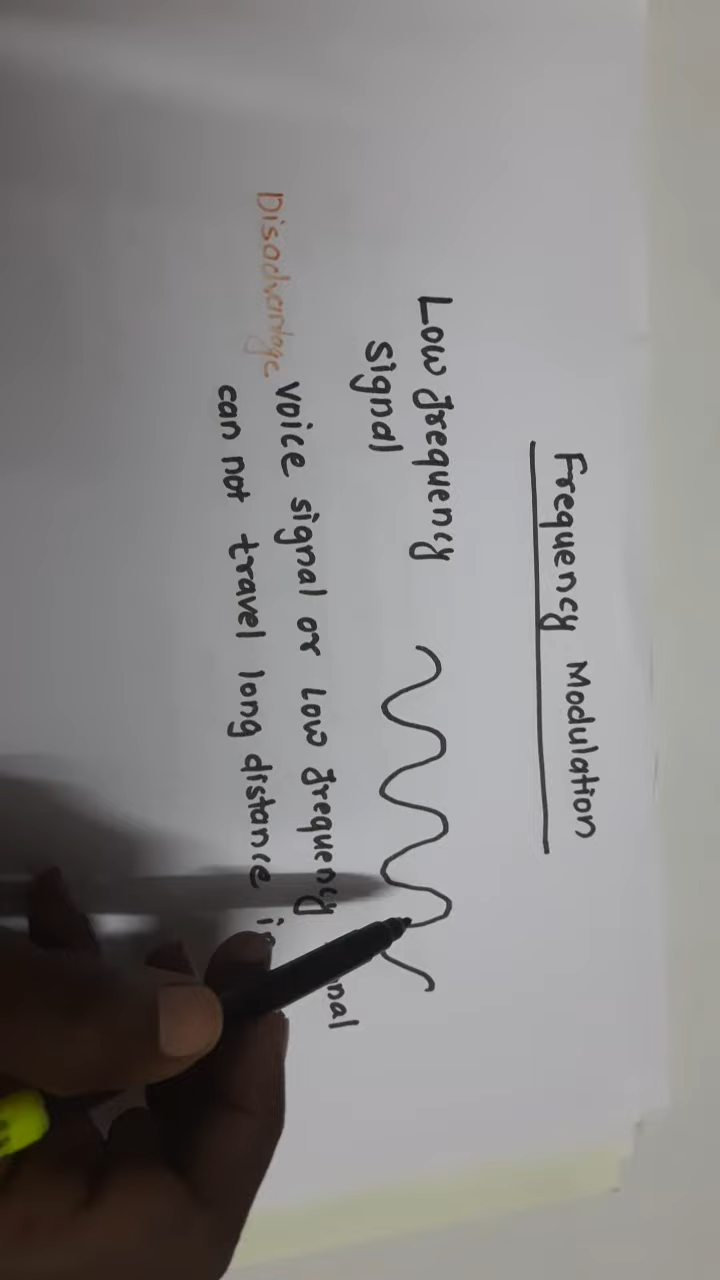 Frequency Modulation
Low frequency
signal
Disadvantage
voice signal or Low frequency
can not travel long distance